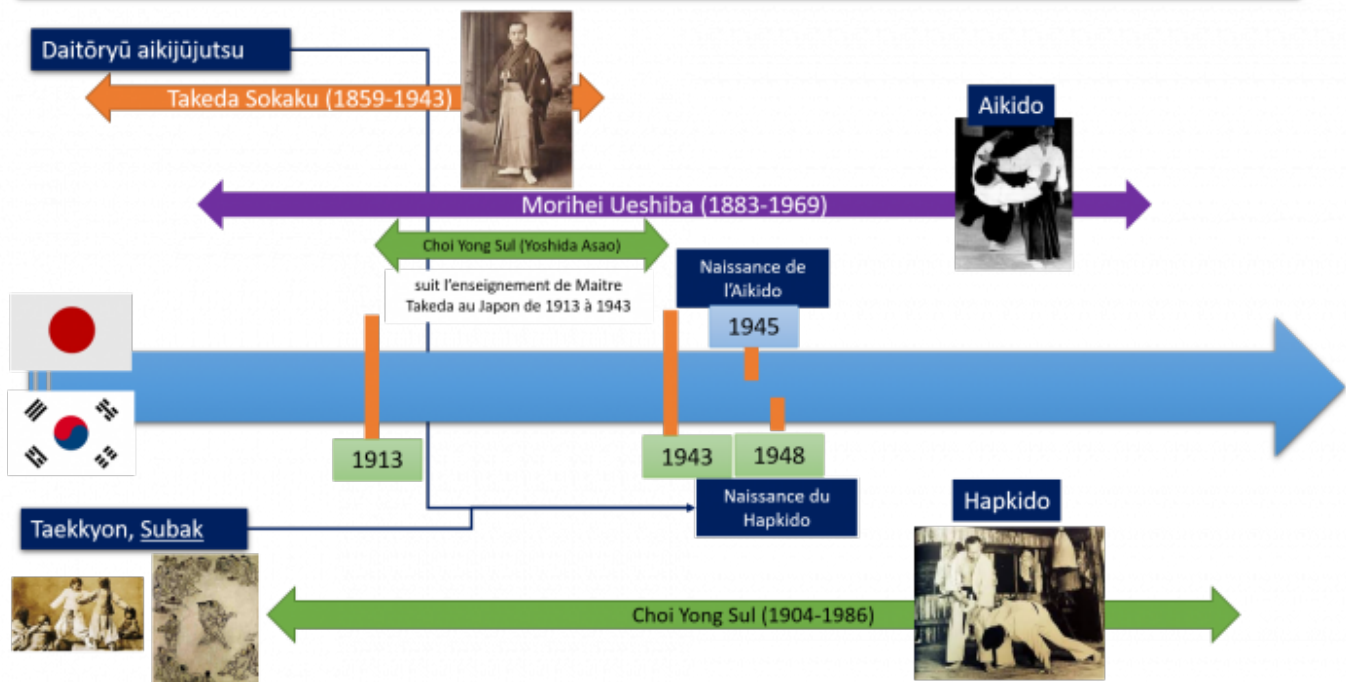 Daitōryū aikijūjutsu
Takeda Sokaku (1859-1943)
Aikido
Morihei Ueshiba (1883-1969)
Choi Yong Sul (Yoshida Asao)
suit l'enseignement de Maitre
Takeda au Japon de 1913 à 1943
Naissance de
l'Aikido
1945
1913
1943
1948
Naissance du
Hapkido
Taekkyon, Subak
Hapkido
Choi Yong Sul (1904-1986)